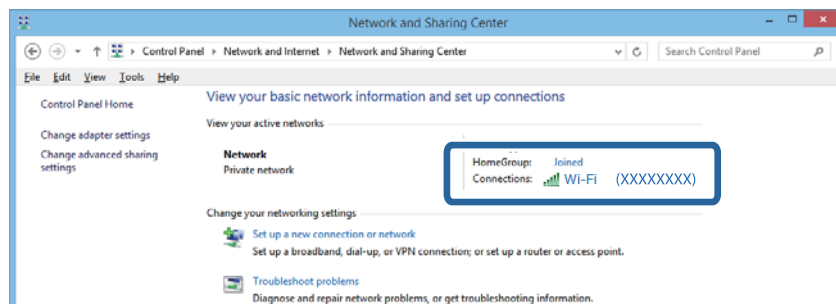 Network and Sharing Center
Control Panel Network and Internet Network and Sharing Center Search Control Panel
File Edit View Tools Help
Control Panel Home
Change adapter settings
Change advanced sharing
settings
View your basic network information and set up connections
View your active networks
Network
Private network
HomeGroup: Joined
Connections: Wi-Fi (XXXXXXXX)
Change your networking settings
Set up a new connection or network
Set up a broadband, dial-up, or VPN connection; or set up a router or access point.
Troubleshoot problems
Diagnose and repair network problems, or get troubleshooting information.